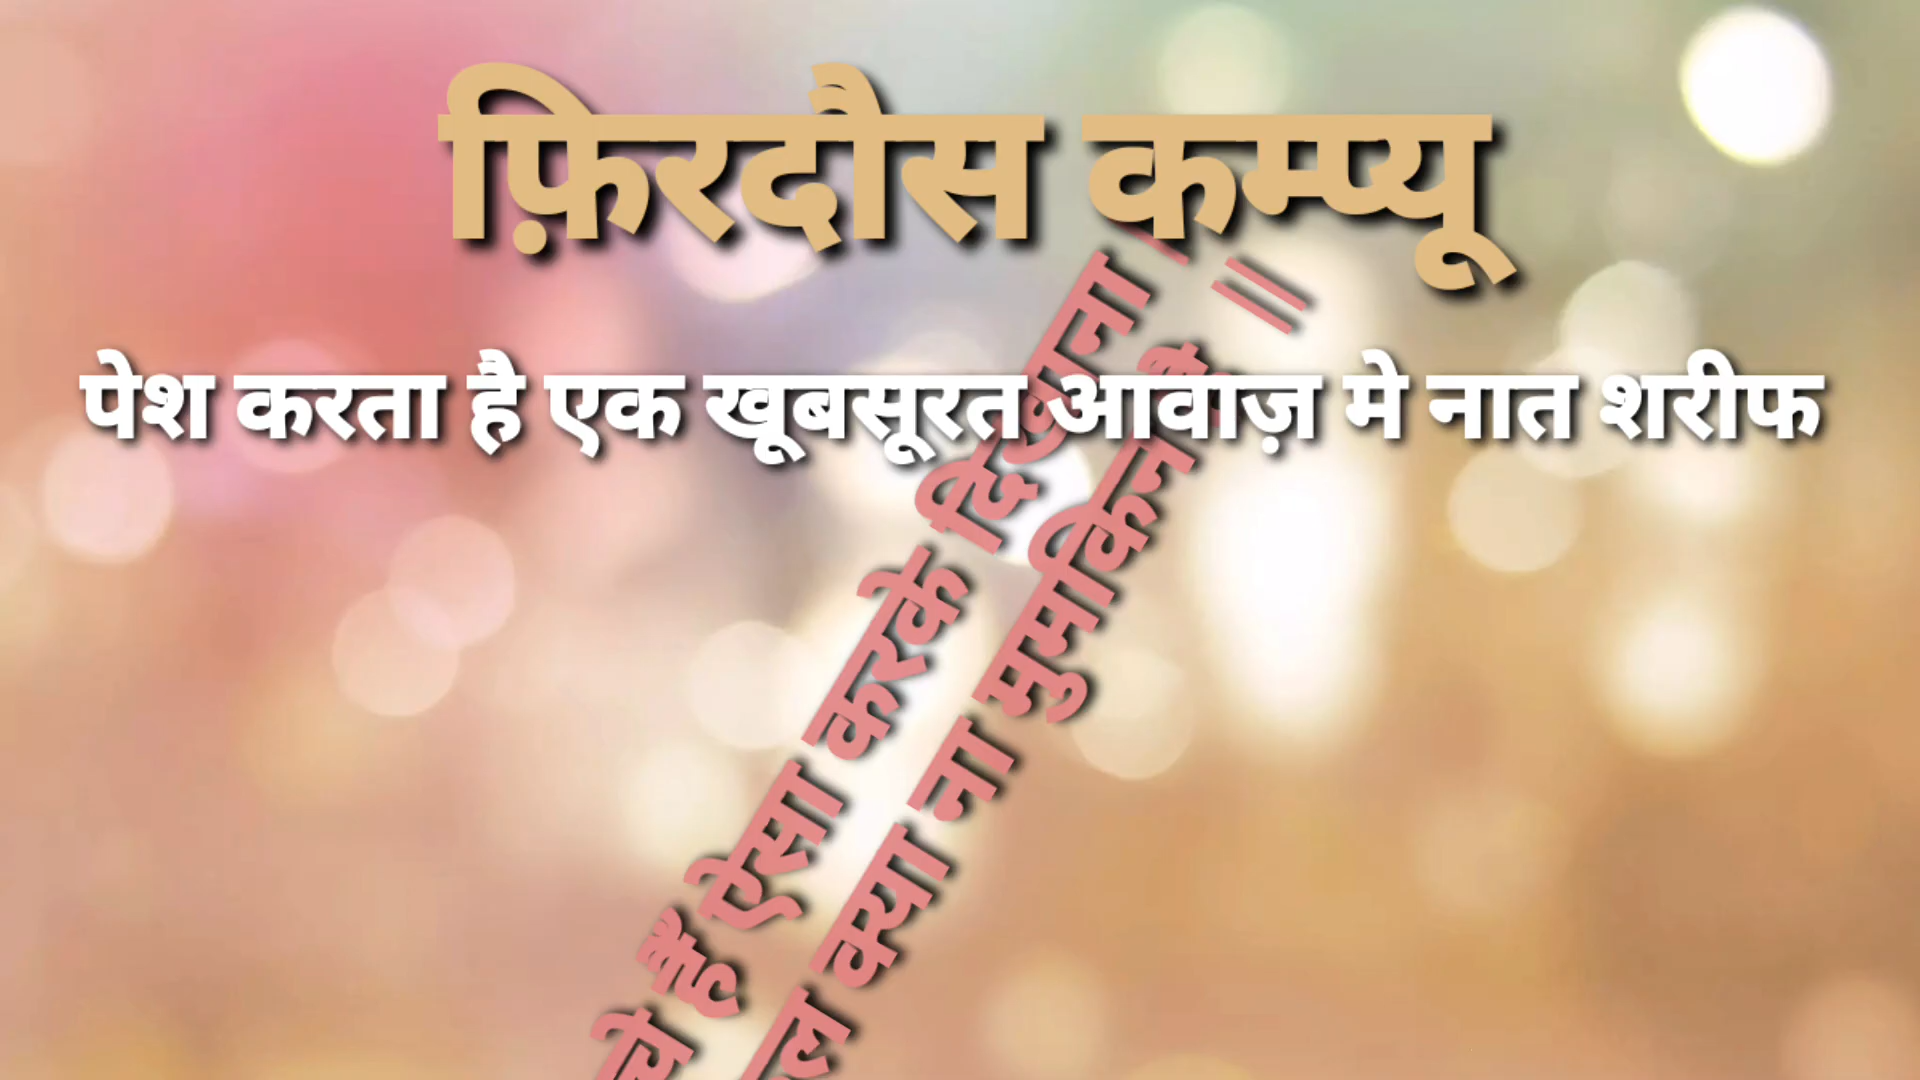 फ़िरदौस कम्प्यू
पेश करता है एक खूबसूरत आवाज़ मे नात शरीफ
हैं ऐसा करके दिखाना
क्या ना मुमकिन है ॥